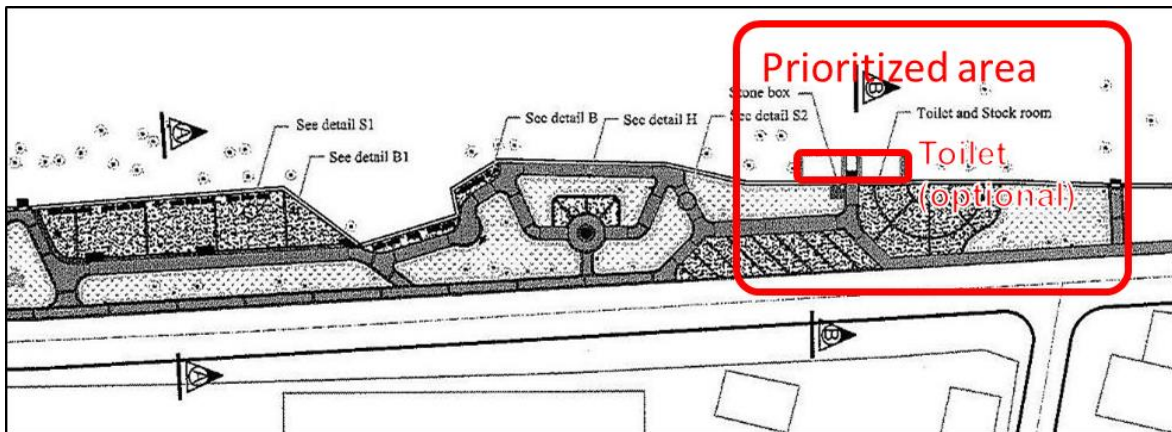 Prioritized area
Stone box
B
A
See detail S1
See detail B
See detail H
See detail S2
Toilet and Stock room
See detail B1
Toilet
(optional)
B
A